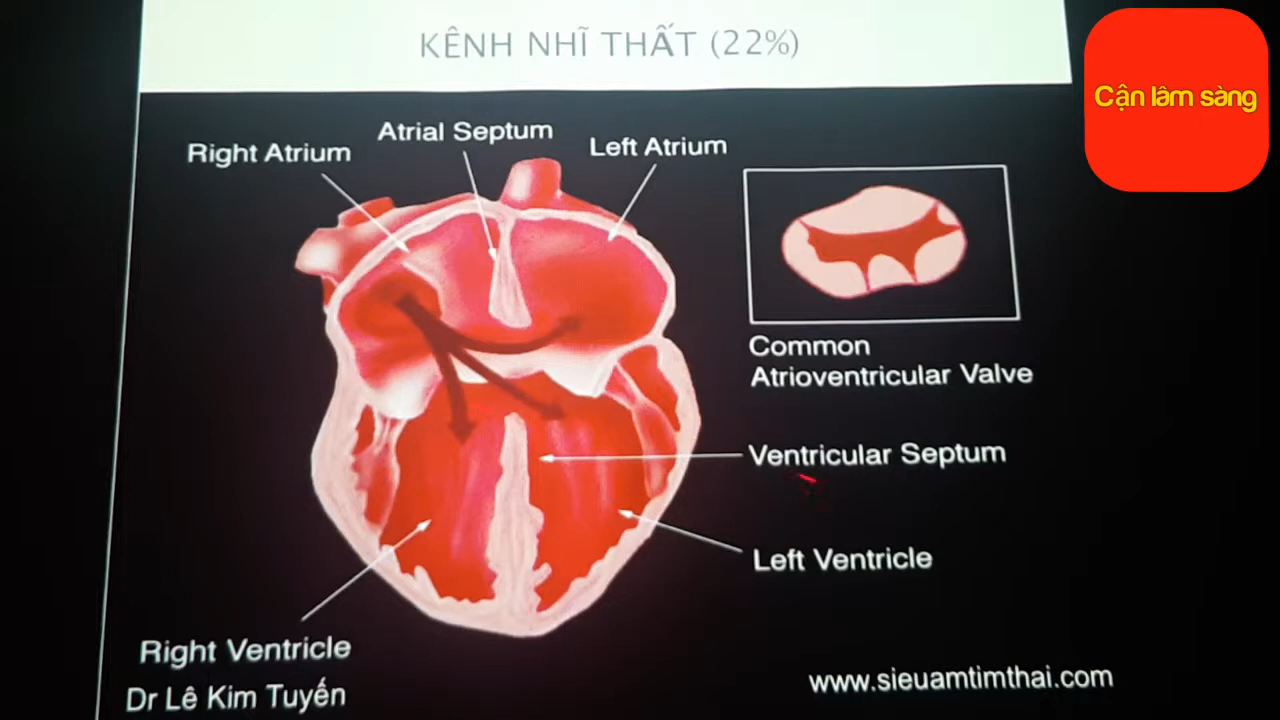 KÊNH NHĨ THẤT (22%)
Cận lâm sàng
Atrial Septum
Right Atrium
Left Atrium
Common
Atrioventricular Valve
Ventricular Septum
Left Ventricle
Right Ventricle
Dr Lê Kim Tuyến
www.sieuamtimthai.com